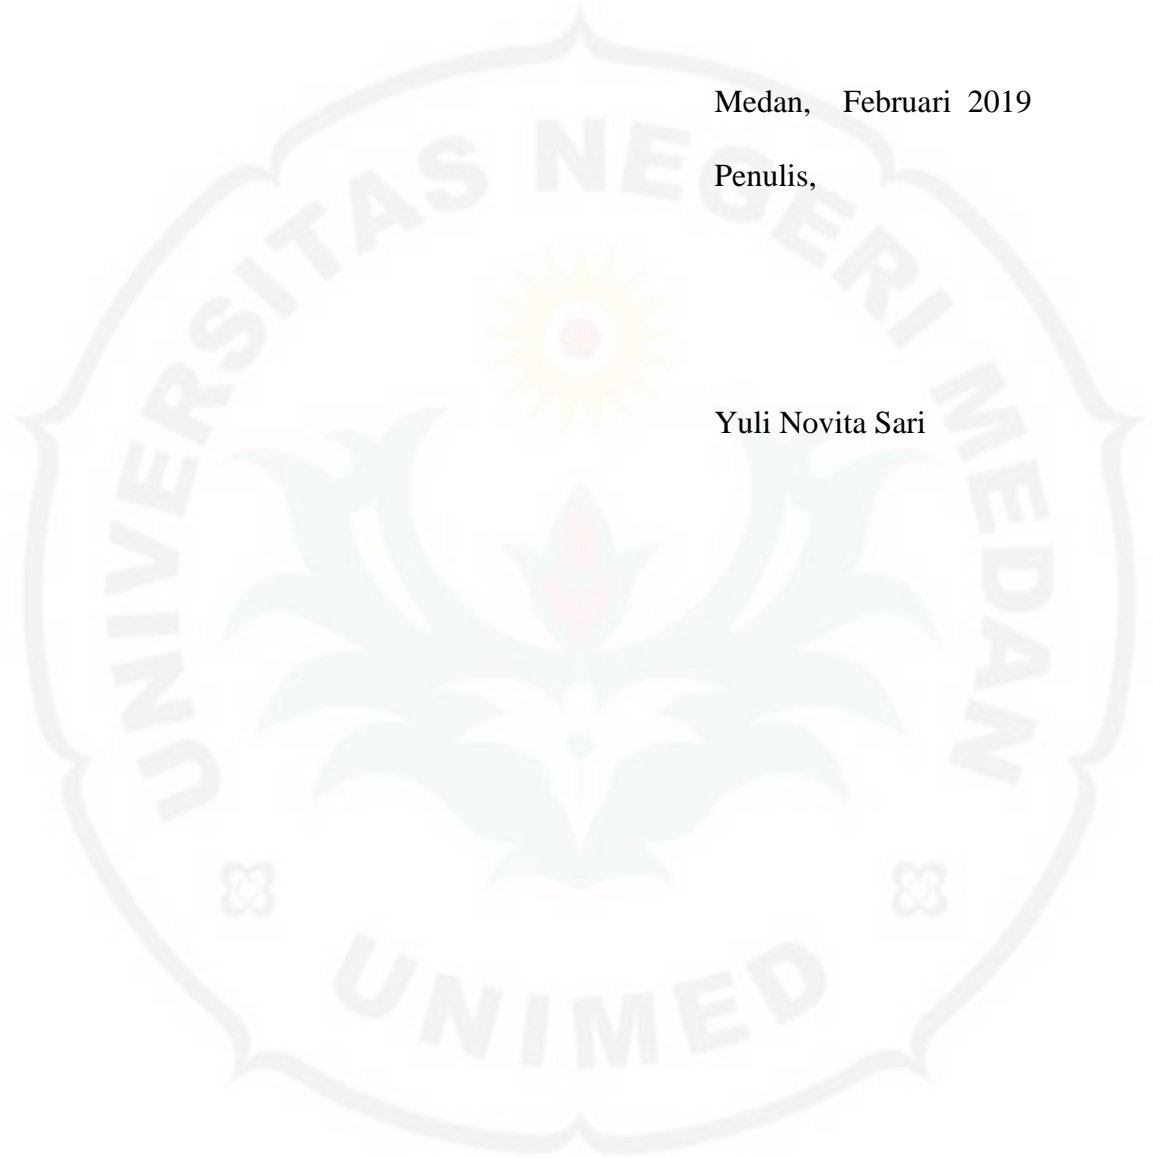 Medan, Februari 2019
Penulis,
UNIVERSITAS NEGERI MEDAN
Yuli Novita Sari
UNIMED